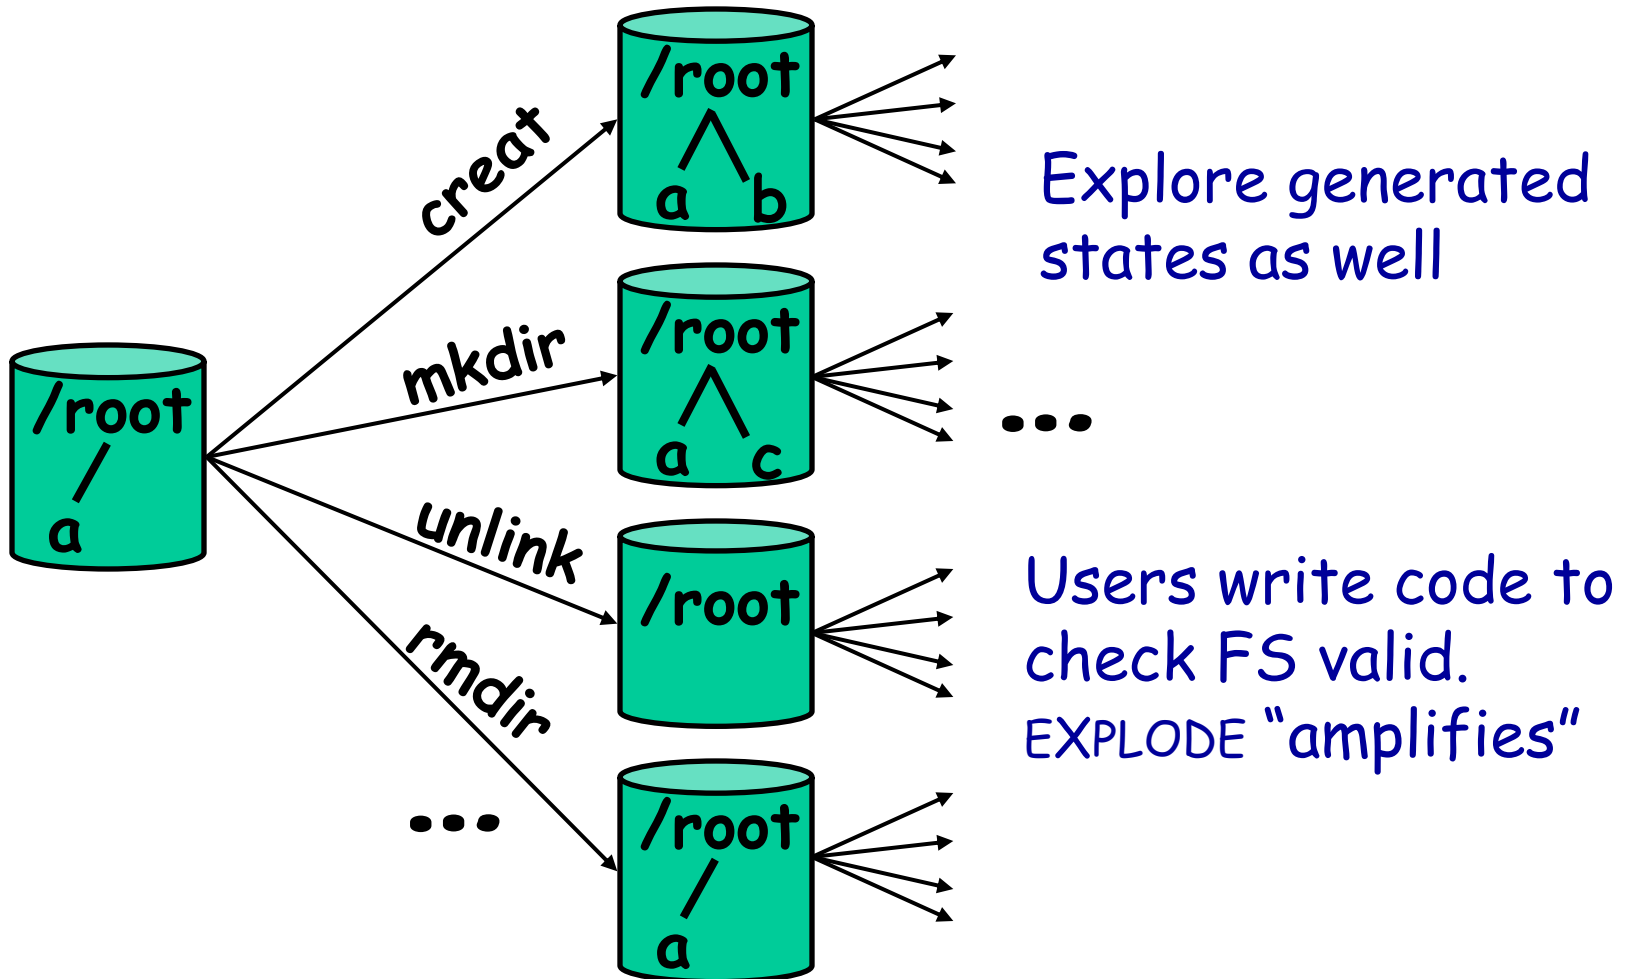 /root
a
creat
mkdir
unlink
rmdir
...
/root
a b
/root
a c
/root
/root
a
Explore generated
states as well
...
Users write code to
check FS valid.
EXPLODE “amplifies”